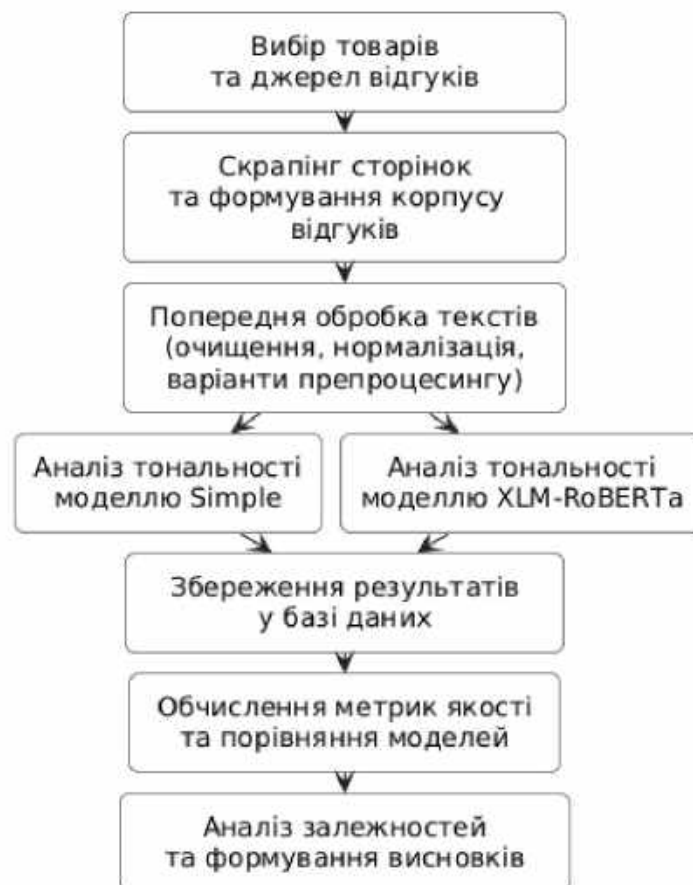 Вибір товарів
та джерел відгуків
Скрапінг сторінок
та формування корпусу
відгуків
Попередня обробка текстів
(очищення, нормалізація,
варіанти препроцесингу)
Аналіз тональності
моделлю Simple
Аналіз тональності
моделлю XLM-RoBERTa
Збереження результатів
у базі даних
Обчислення метрик якості
та порівняння моделей
Аналіз залежностей
та формування висновків